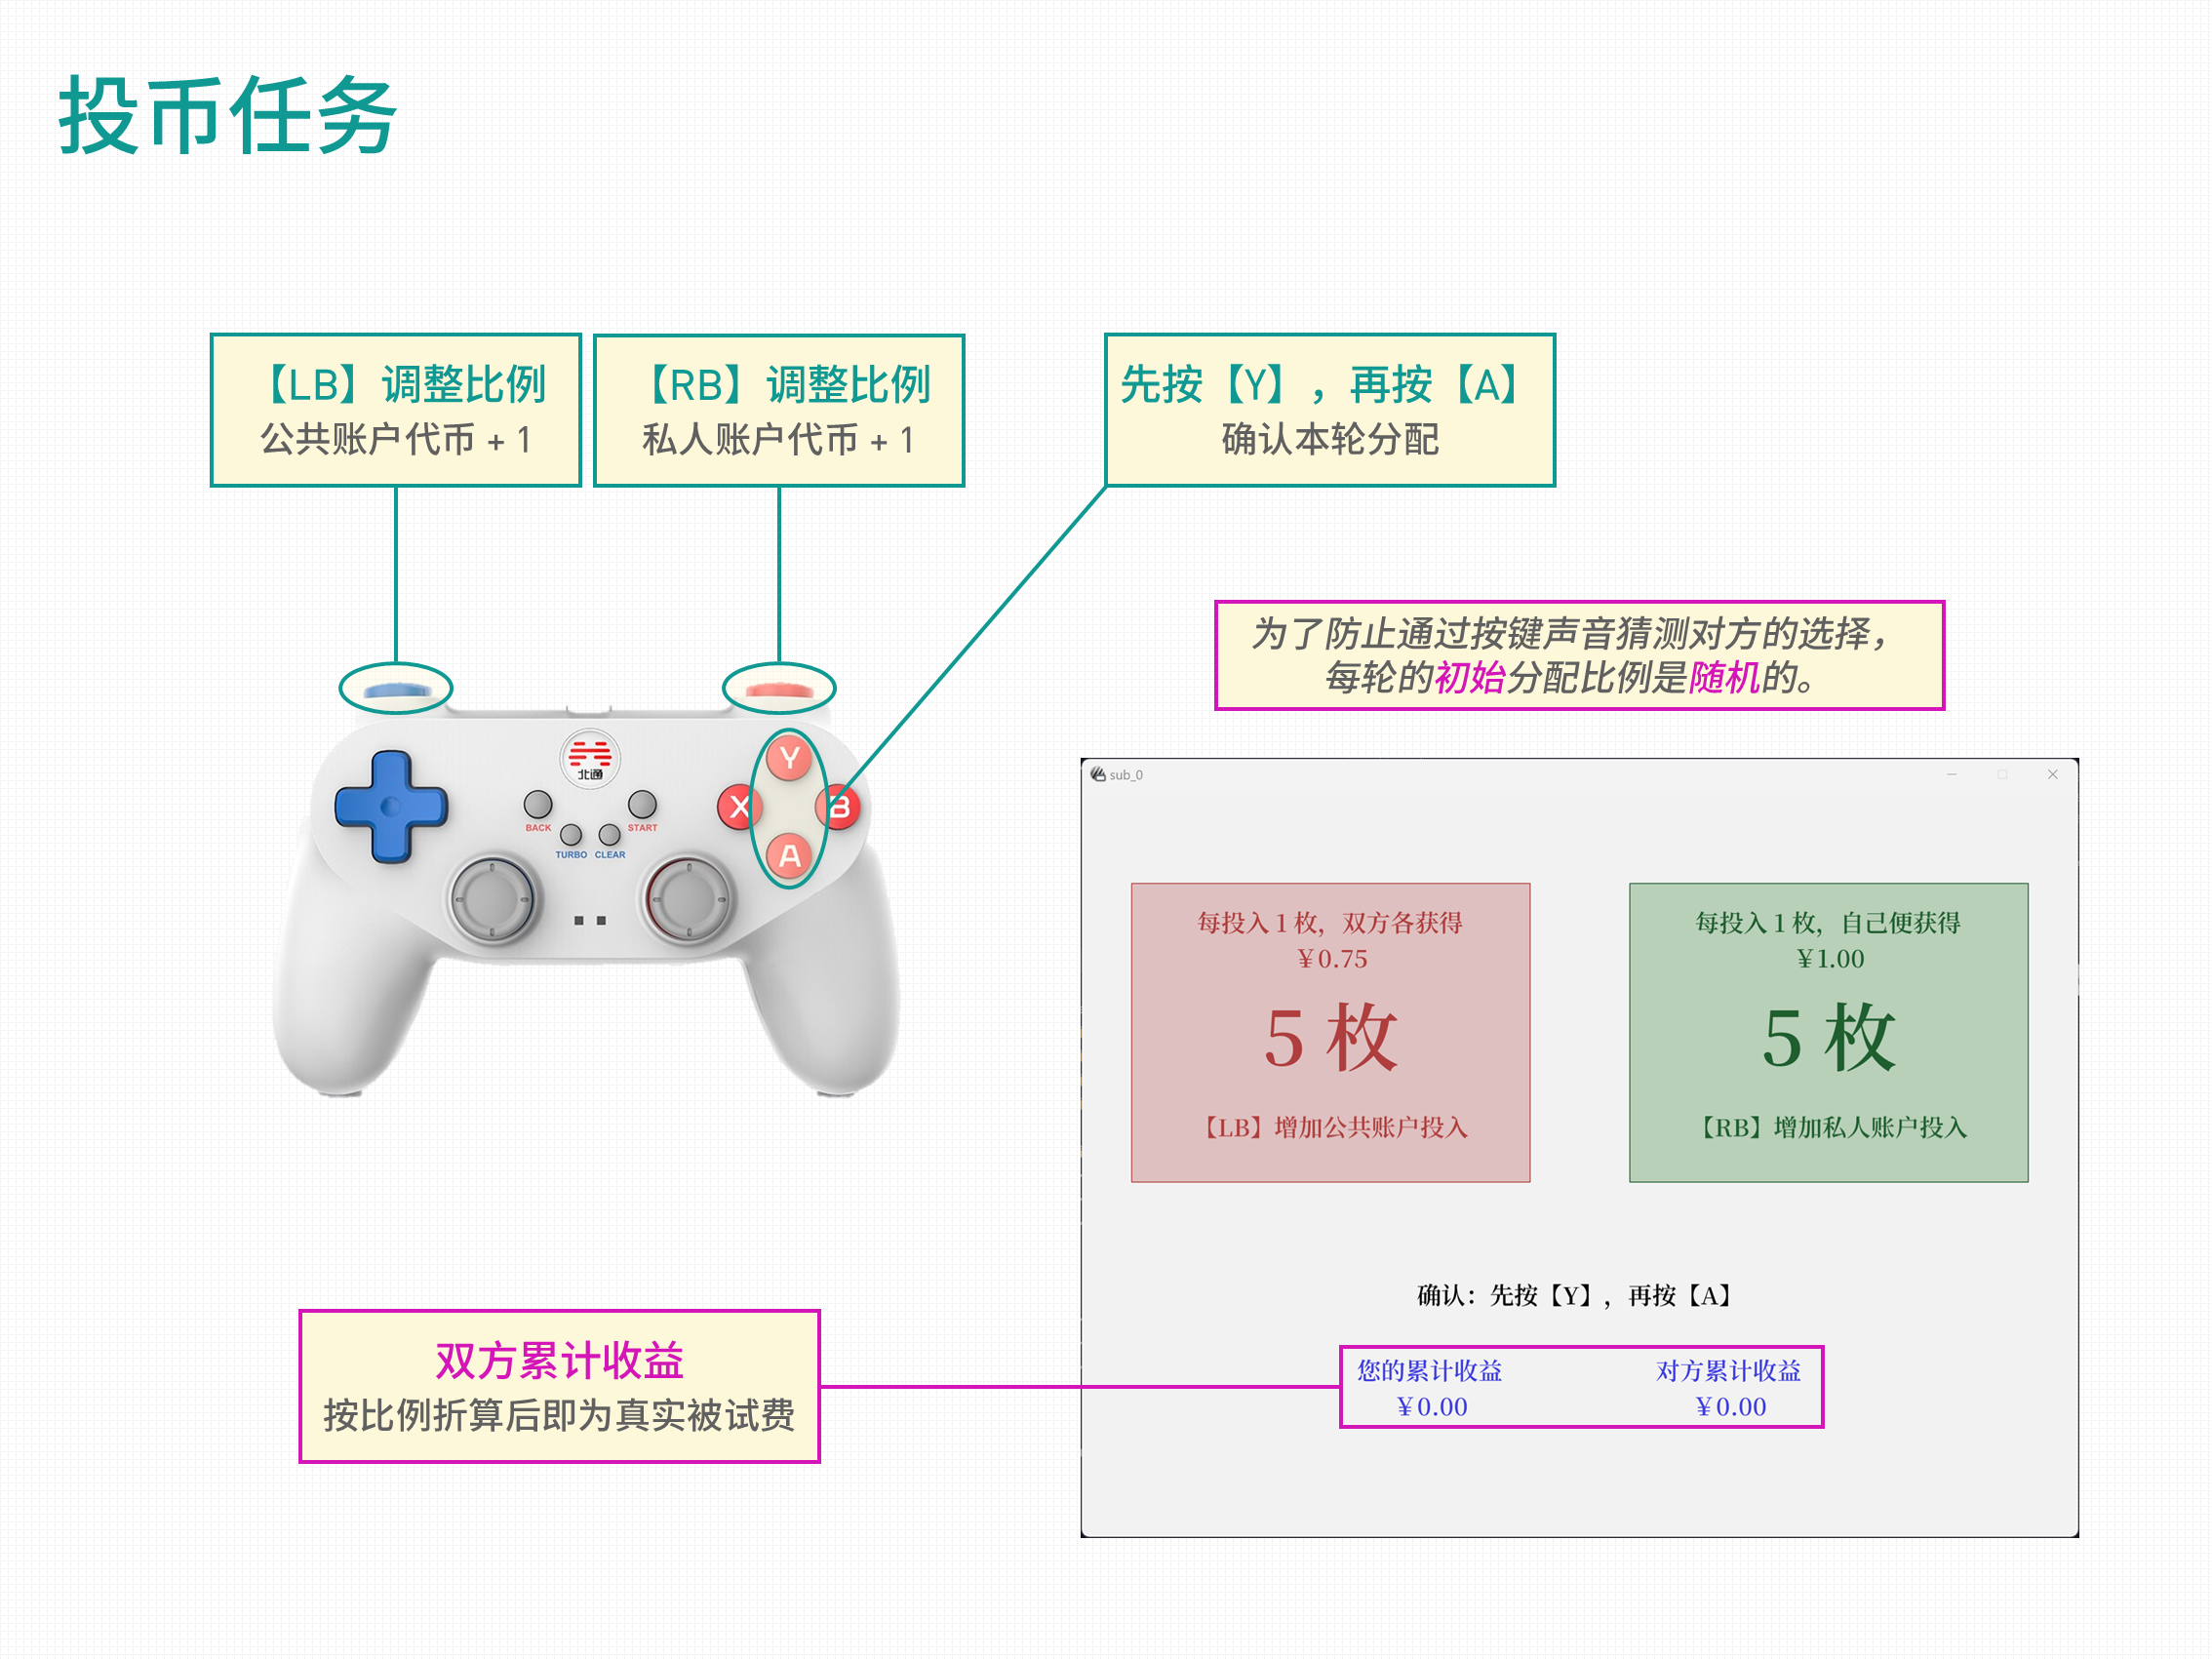 投币任务
【LB】调整比例
公共账户代币 + 1
【RB】调整比例
私人账户代币 + 1
先按【Y】，再按【A】
确认本轮分配
为了防止通过按键声音猜测对方的选择，
每轮的初始分配比例是随机的。
北通
Y
X
B
A
BACK
START
TURBO
CLEAR
sub_0
每投入 1 枚，双方各获得
￥0.75
5 枚
【LB】增加公共账户投入
每投入 1 枚，自己便获得
￥1.00
5 枚
【RB】增加私人账户投入
确认：先按【Y】，再按【A】
您的累计收益
￥0.00
对方累计收益
￥0.00
双方累计收益
按比例折算后即为真实被试费